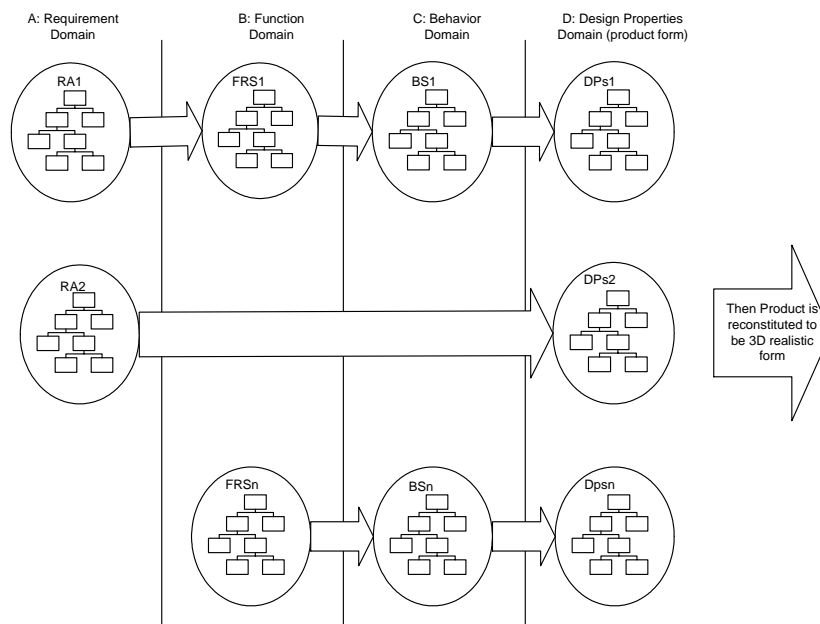 A: Requirement
Domain
B: Function
Domain
C: Behavior
Domain
D: Design Properties
Domain (product form)
RA1
FRS1
BS1
DPs1
RA2
DPs2
Then Product is
reconstituted to
be 3D realistic
form
FRSn
BSn
Dpsn